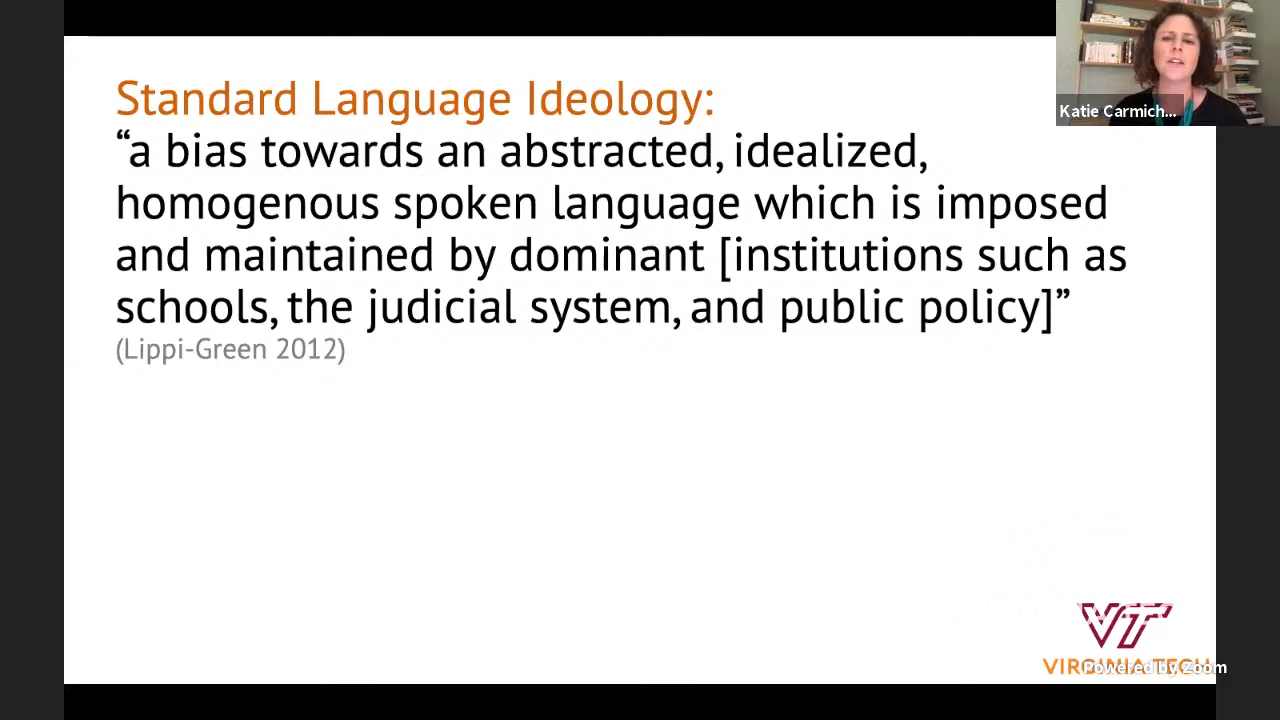 Standard Language Ideology:
“a bias towards an abstracted, idealized,
homogenous spoken language which is imposed
and maintained by dominant [institutions such as
schools, the judicial system, and public policy]”
(Lippi-Green 2012)
Katie Carmich...
VT
VIRGINIA TECH
Powered by Zoom